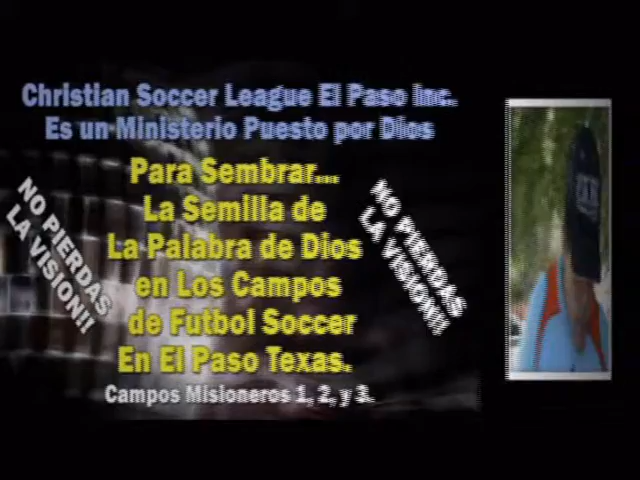 Christian Soccer League El Paso Inc.
Es un Ministerio Puesto por Dios
Para Sembrar...
La Semilla de
La Palabra de Dios
en Los Campos
de Futbol Soccer
En El Paso Texas.
Campos Misioneros 1, 2, y 3.
NO PIERDAS
LA VISION!!
NO PIERDAS
LA VISION!!